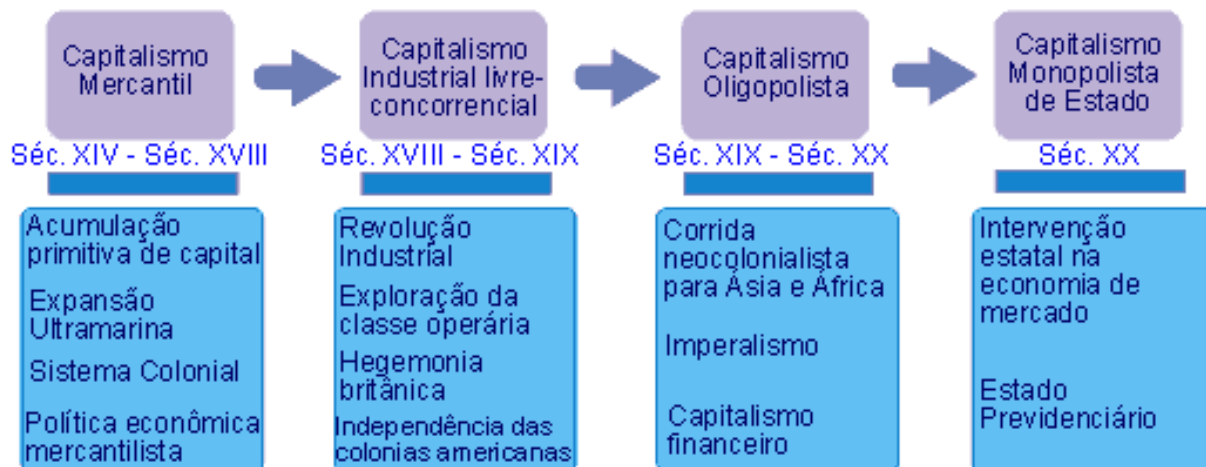 Capitalismo
Mercantil
Séc. XIV - Séc. XVIII
Acumulação
primitiva de capital
Expansão
Ultramarina
Sistema Colonial
Política econômica
mercantilista
Capitalismo
Industrial livre-
concorrencial
Séc. XVIII - Séc. XIX
Revolução
Industrial
Exploração da
classe operária
Hegemonia
britânica
Independência das
colonias americanas
Capitalismo
Oligopolista
Séc. XIX - Séc. XX
Corrida
neocolonialista
para Ásia e África
Imperalismo
Capitalismo
financeiro
Capitalismo
Monopolista
de Estado
Séc. XX
Intervenção
estatal na
economia de
mercado
Estado
Previdenciário